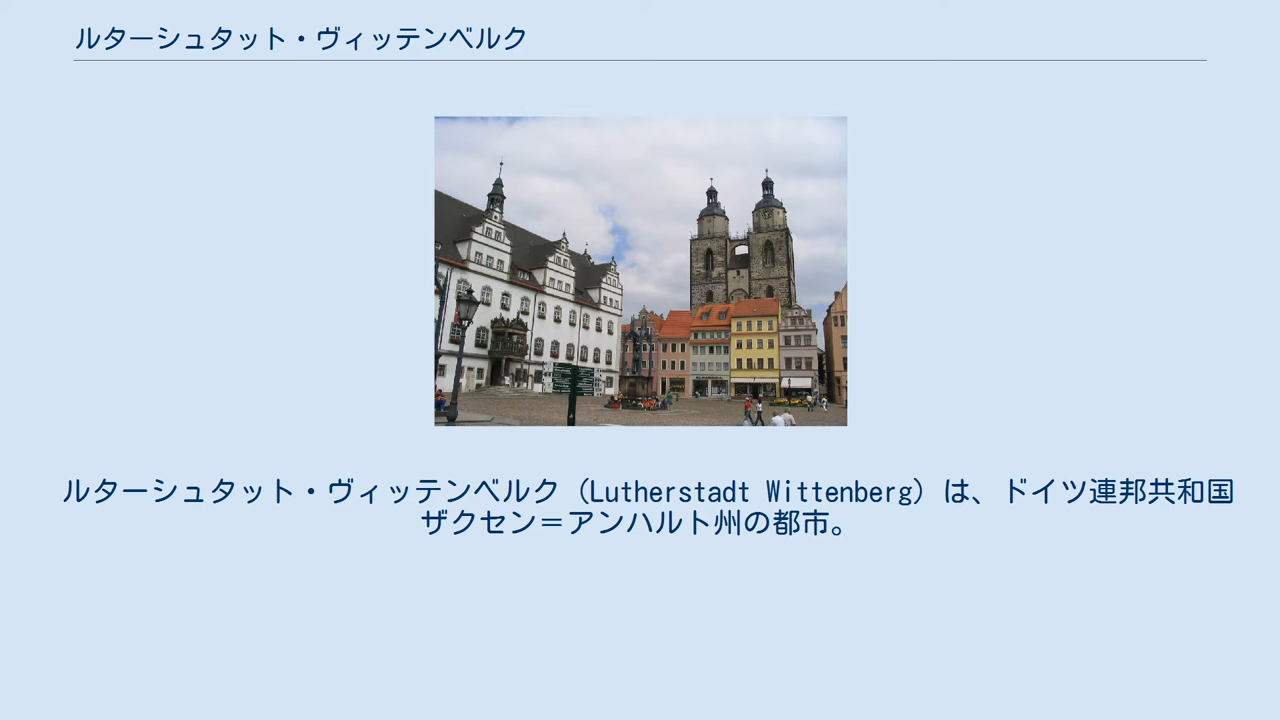 ルターシュタット・ヴィッテンベルク
ルターシュタット・ヴィッテンベルク（Lutherstadt Wittenberg）は、ドイツ連邦共和国
ザクセン＝アンハルト州の都市。